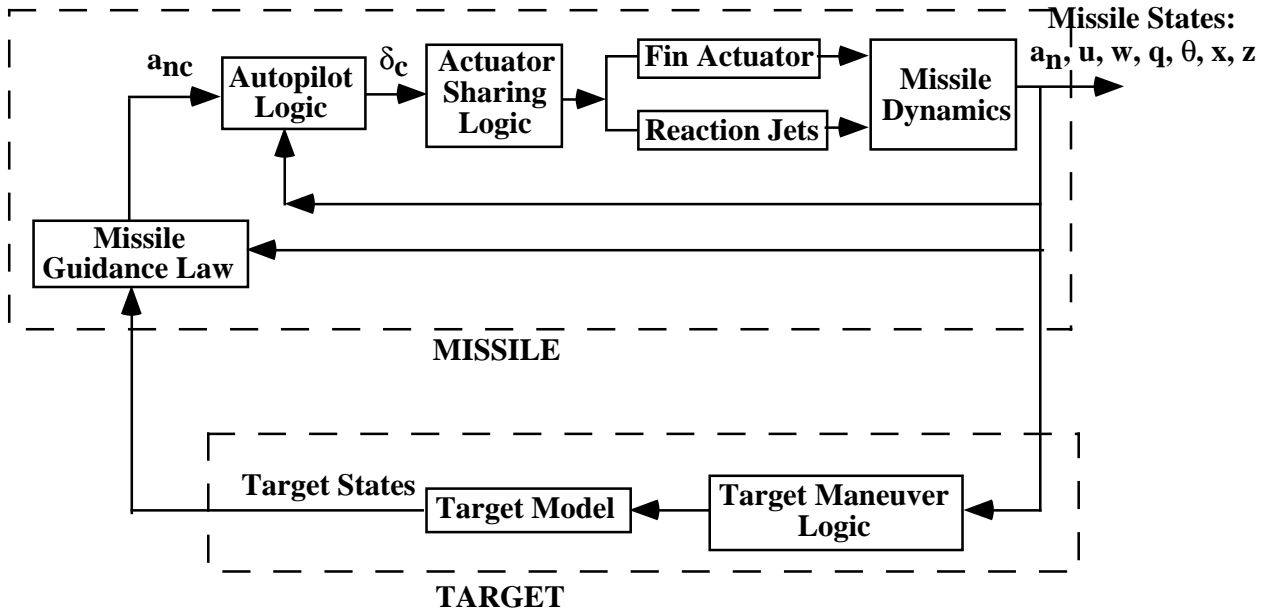 Missile States:
aₙ, u, w, q, θ, x, z
a_nc
Autopilot
Logic
δ_c
Actuator
Sharing
Logic
Fin Actuator
Reaction Jets
Missile
Dynamics
Missile
Guidance Law
MISSILE
Target States
Target Model
Target Maneuver
Logic
TARGET